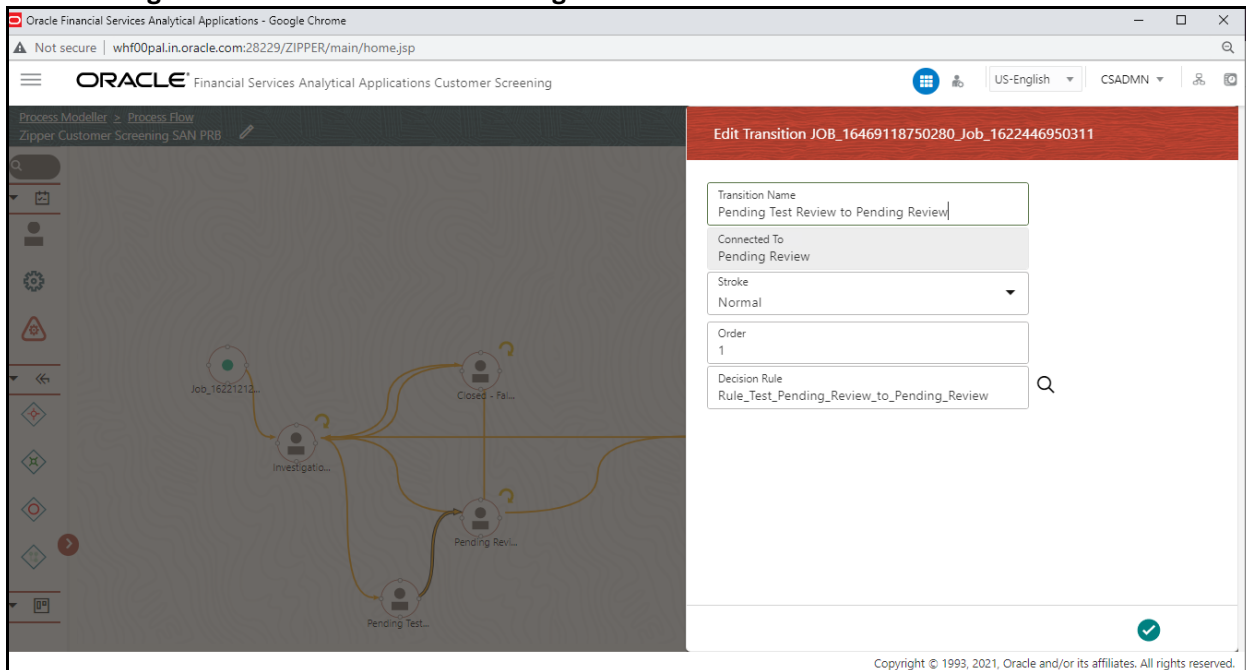 Oracle Financial Services Analytical Applications - Google Chrome
Not secure | whf00pal.in.oracle.com:28229/ZIPPER/main/home.jsp
ORACLE® Financial Services Analytical Applications Customer Screening
US-English
CSADMN
Process Modeller > Process Flow
Zipper Customer Screening SAN PRB
Edit Transition JOB_16469118750280_Job_1622446950311
Transition Name
Pending Test Review to Pending Review
Connected To
Pending Review
Stroke
Normal
Order
1
Decision Rule
Rule_Test_Pending_Review_to_Pending_Review
Job_16221212...
Closed - Fal...
Investigatio...
Pending Revi...
Pending Test...
Copyright © 1993, 2021, Oracle and/or its affiliates. All rights reserved.